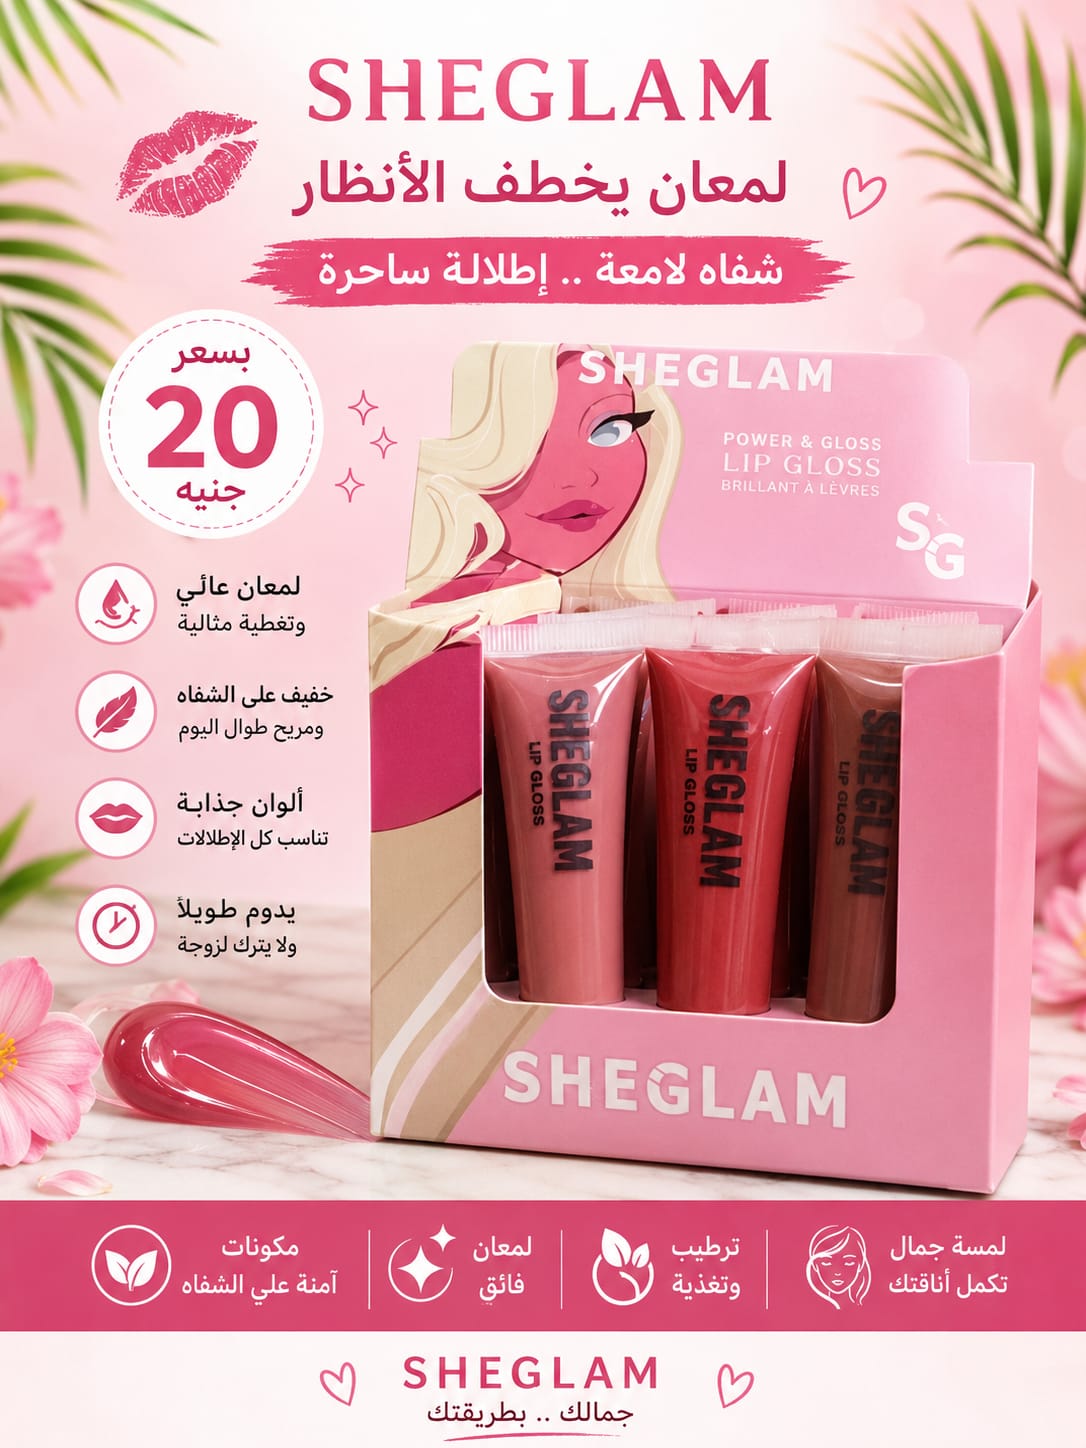 SHEGLAM
لمعان يخطف الأنظار
شفاه لامعة .. إطلالة ساحرة
بسعر
20
جنيه
SHEGLAM
POWER & GLOSS
LIP GLOSS
BRILLANT À LÈVRES
SG
لمعان عائي
وتغطية مثالية
خفيف على الشفاه
ومريح طوال اليوم
ألوان جذابة
تناسب كل الإطلالات
يدوم طويلاً
ولا يترك لزوجة
SHEGLAM
LIP GLOSS
SHEGLAM
LIP GLOSS
SHEGLAM
LIP GLOSS
SHEGLAM
لمسة جمال
تكمل أناقتك
ترطيب
وتغذية
لمعان
فائق
مكونات
آمنة علي الشفاه
SHEGLAM
جمالك .. بطريقتك